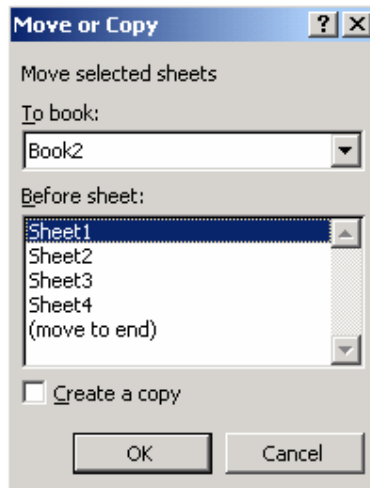 Move or Copy
Move selected sheets
To book:
Book2
Before sheet:
Sheet1
Sheet2
Sheet3
Sheet4
(move to end)
Create a copy
OK Cancel